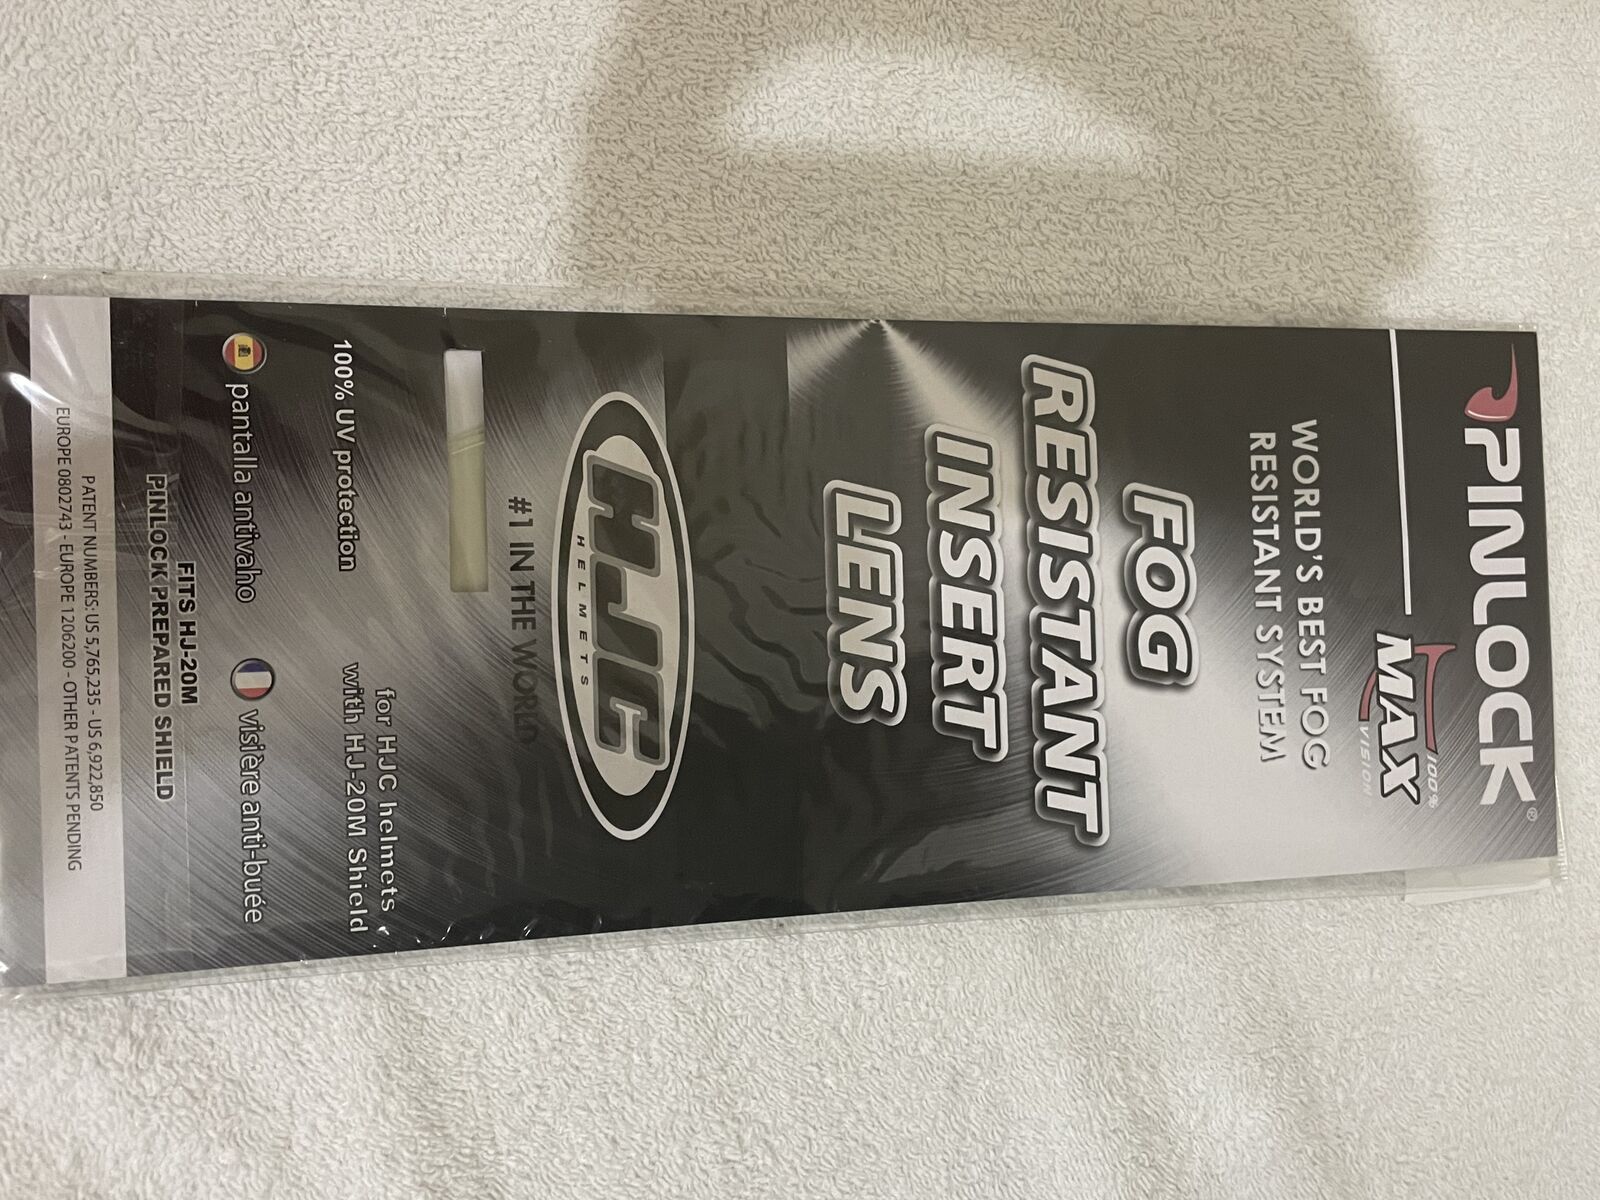 PINLOCK®
100%
MAX
VISION
WORLD'S BEST FOG
RESISTANT SYSTEM
FOG
RESISTANT
INSERT
LENS
HJC
HELMETS
#1 IN THE WORLD
100% UV protection
for HJC helmets
with HJ-20M Shield
pantalla antivaho
visière anti-buée
FITS HJ-20M
PINLOCK PREPARED SHIELD
PATENT NUMBERS: US 5,765,235 - US 6,922,850
EUROPE 0802743 - EUROPE 1206200 - OTHER PATENTS PENDING